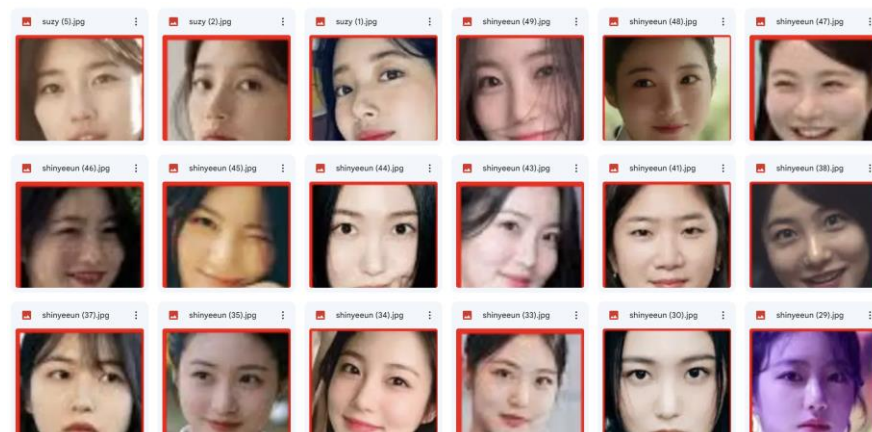 suzy (5).jpg
suzy (2).jpg
suzy (1).jpg
shinyeeun (49).jpg
shinyeeun (48).jpg
shinyeeun (47).jpg
shinyeeun (46).jpg
shinyeeun (45).jpg
shinyeeun (44).jpg
shinyeeun (43).jpg
shinyeeun (41).jpg
shinyeeun (38).jpg
shinyeeun (37).jpg
shinyeeun (35).jpg
shinyeeun (34).jpg
shinyeeun (33).jpg
shinyeeun (30).jpg
shinyeeun (29).jpg